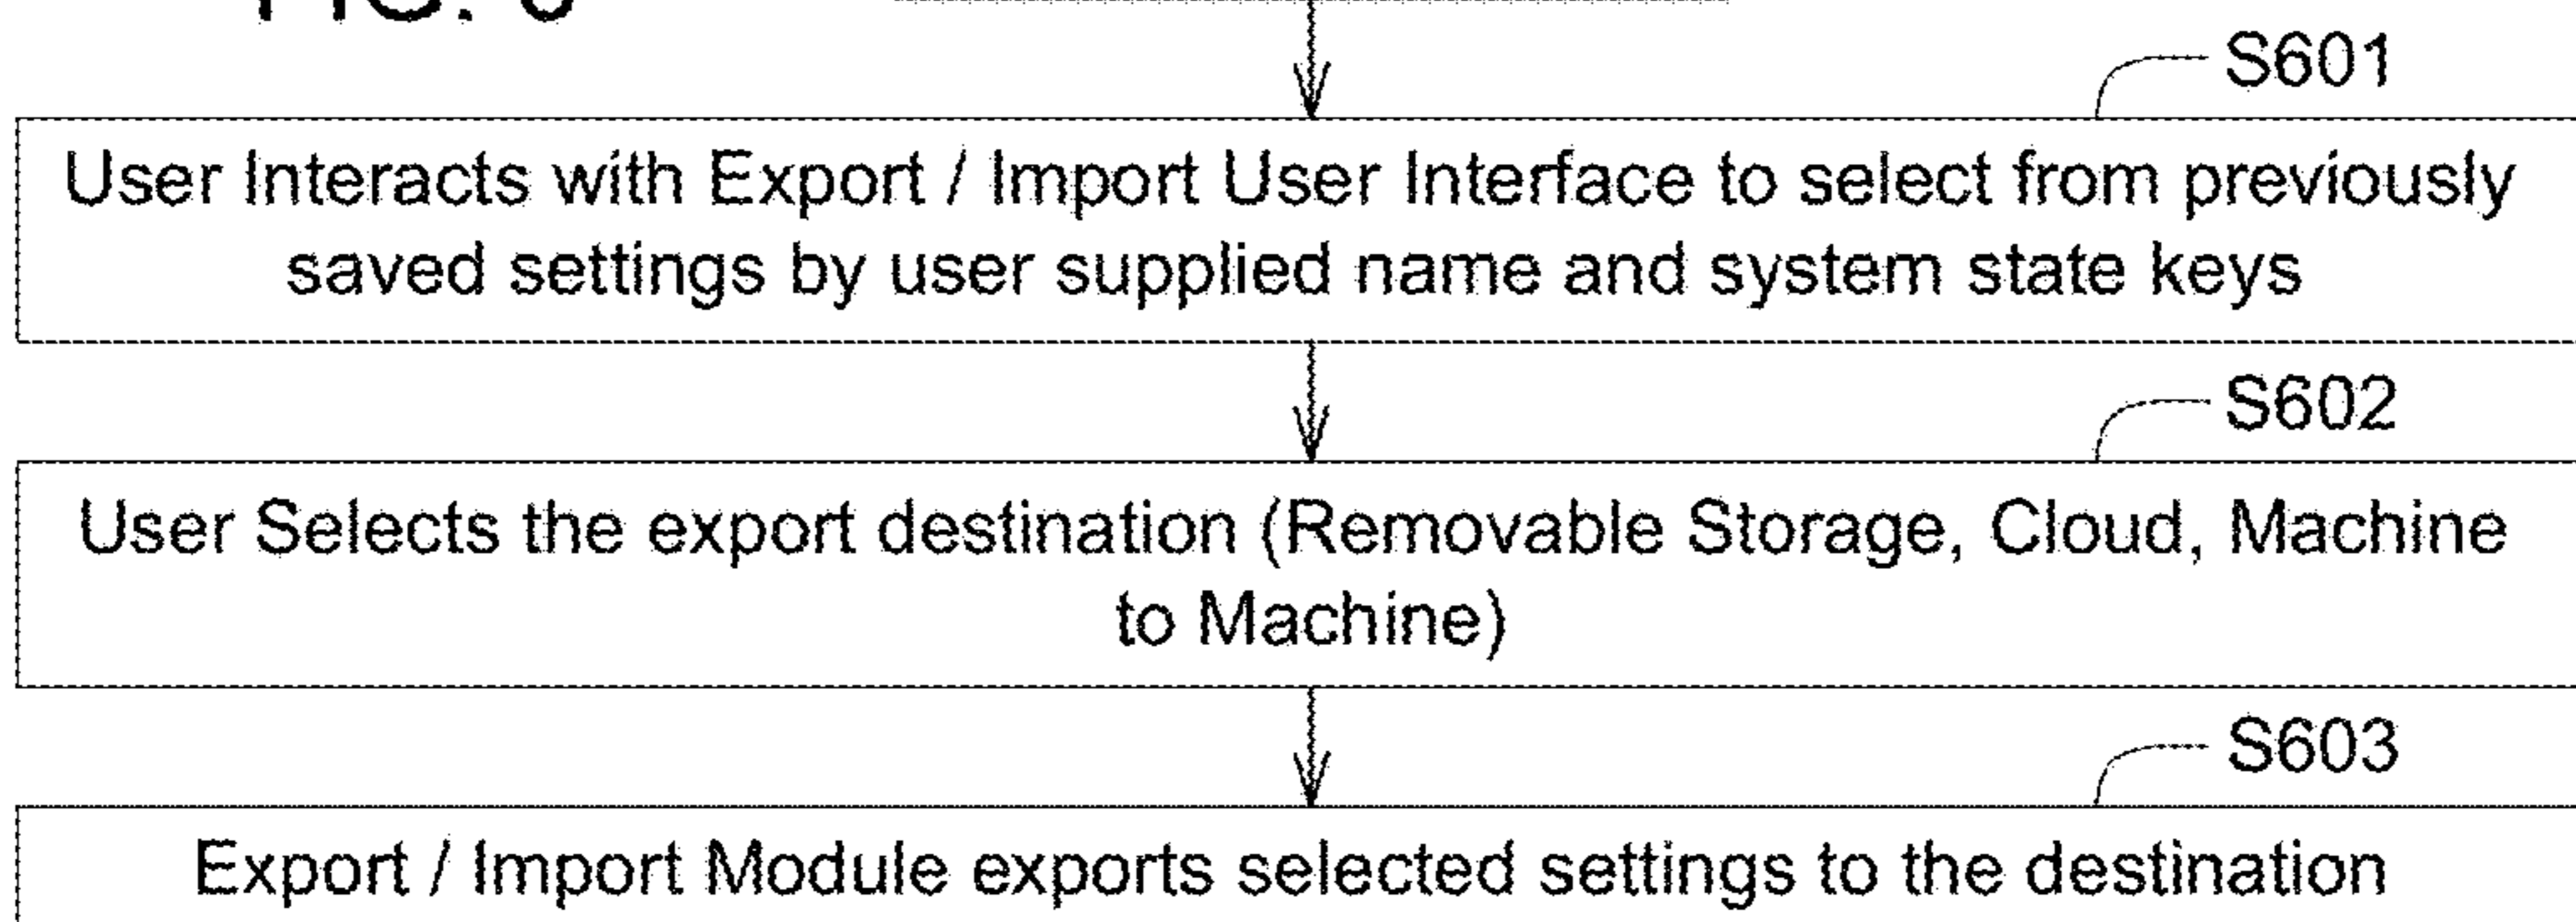 FIG. 6
S601
User Interacts with Export / Import User Interface to select from previously
saved settings by user supplied name and system state keys
S602
User Selects the export destination (Removable Storage, Cloud, Machine
to Machine)
S603
Export / Import Module exports selected settings to the destination